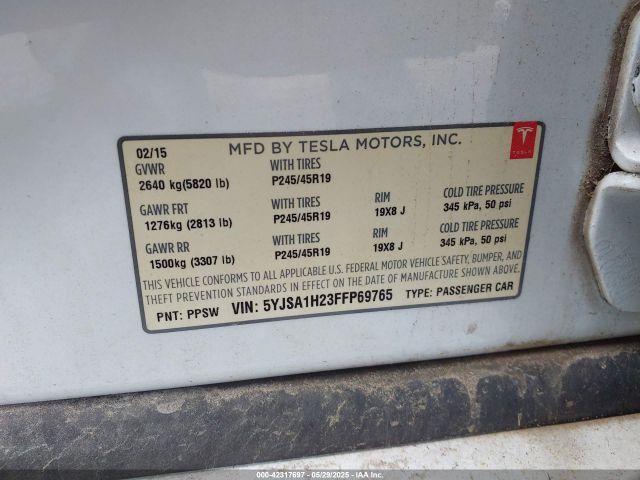 02/15 MFD BY TESLA MOTORS, INC.
TESLA
GVWR WITH TIRES
2640 kg(5820 lb) P245/45R19
GAWR FRT WITH TIRES RIM COLD TIRE PRESSURE
1276kg (2813 lb) P245/45R19 19X8 J 345 kPa, 50 psi
GAWR RR WITH TIRES RIM COLD TIRE PRESSURE
1500kg (3307 lb) P245/45R19 19X8 J 345 kPa, 50 psi
THIS VEHICLE CONFORMS TO ALL APPLICABLE U.S. FEDERAL MOTOR VEHICLE SAFETY, BUMPER, AND
THEFT PREVENTION STANDARDS IN EFFECT ON THE DATE OF MANUFACTURE SHOWN ABOVE.
PNT: PPSW VIN: 5YJSA1H23FFP69765 TYPE: PASSENGER CAR
000-42317697 - 05/29/2025 - IAAI.COM